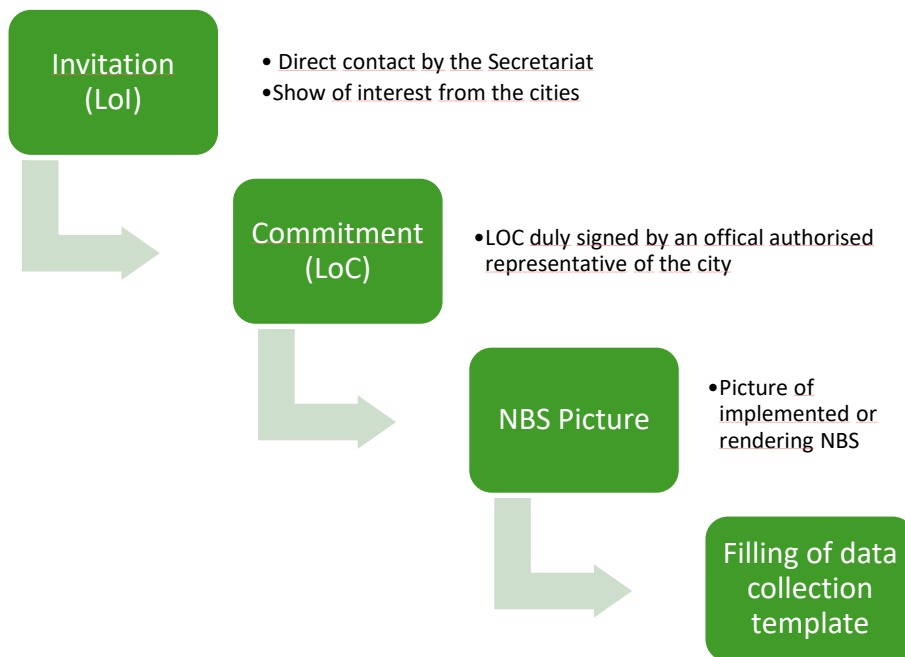 Invitation
(LoI)
• Direct contact by the Secretariat
•Show of interest from the cities
Commitment
(LoC)
•LOC duly signed by an offical authorised
representative of the city
NBS Picture
•Picture of
implemented or
rendering NBS
Filling of data
collection
template